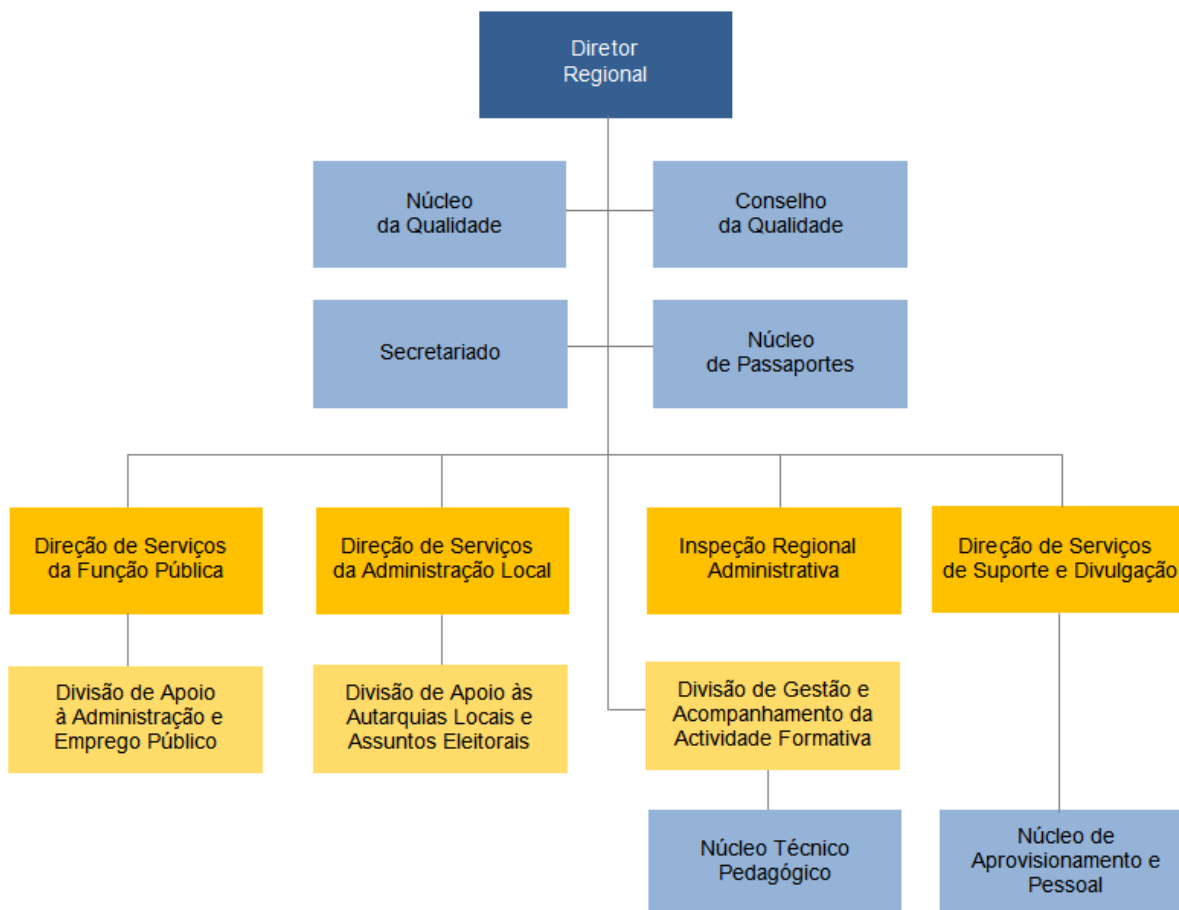 Diretor
Regional
Núcleo
da Qualidade
Conselho
da Qualidade
Secretariado
Núcleo
de Passaportes
Direção de Serviços
da Função Pública
Direção de Serviços
da Administração Local
Inspeção Regional
Administrativa
Direção de Serviços
de Suporte e Divulgação
Divisão de Apoio
à Administração e
Emprego Público
Divisão de Apoio às
Autarquias Locais e
Assuntos Eleitorais
Divisão de Gestão e
Acompanhamento da
Actividade Formativa
Núcleo Técnico
Pedagógico
Núcleo de
Aprovisionamento e
Pessoal